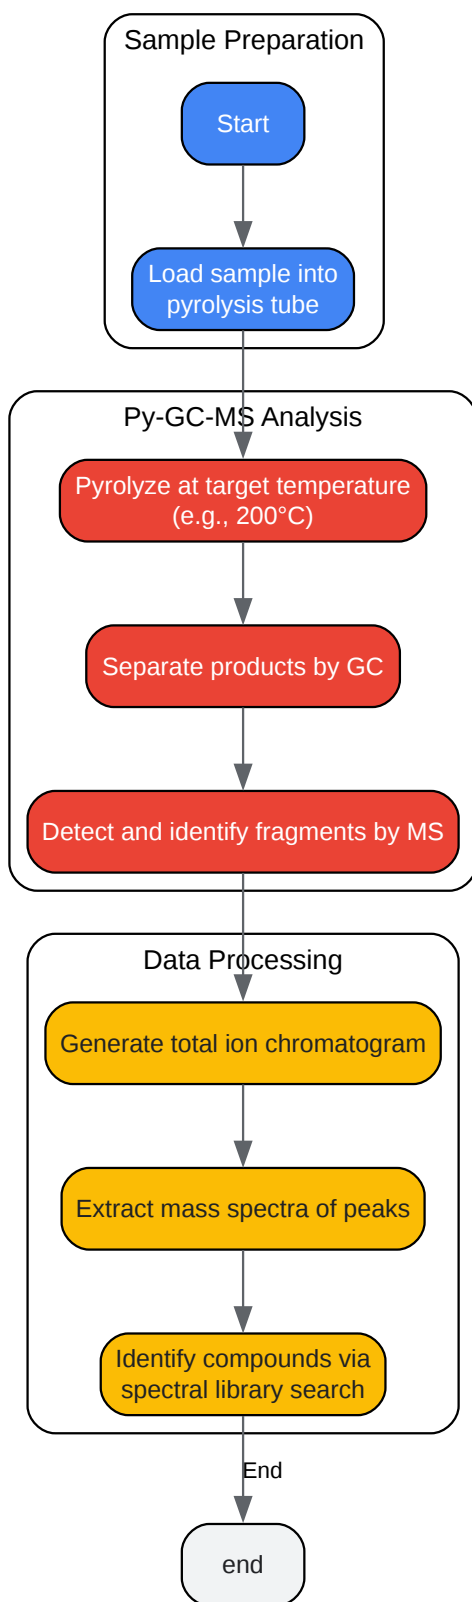 Sample Preparation
Start
Load sample into
pyrolysis tube
Py-GC-MS Analysis
Pyrolyze at target temperature
(e.g., 200°C)
Separate products by GC
Detect and identify fragments by MS
Data Processing
Generate total ion chromatogram
Extract mass spectra of peaks
Identify compounds via
spectral library search
End
end